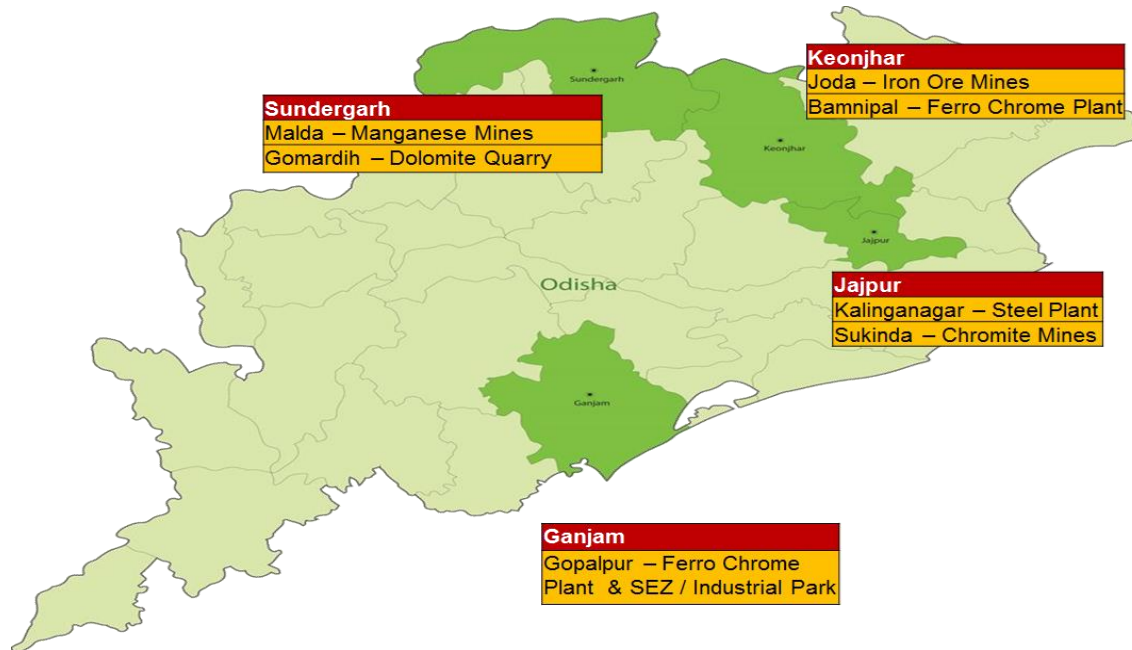 Sundergarh
Keonjhar
Joda – Iron Ore Mines
Bamnipal – Ferro Chrome Plant
Sundergarh
Malda – Manganese Mines
Gomardih – Dolomite Quarry
Keonjhar
Jajpur
Jajpur
Kalinganagar – Steel Plant
Sukinda – Chromite Mines
Odisha
Ganjam
Ganjam
Gopalpur – Ferro Chrome
Plant & SEZ / Industrial Park